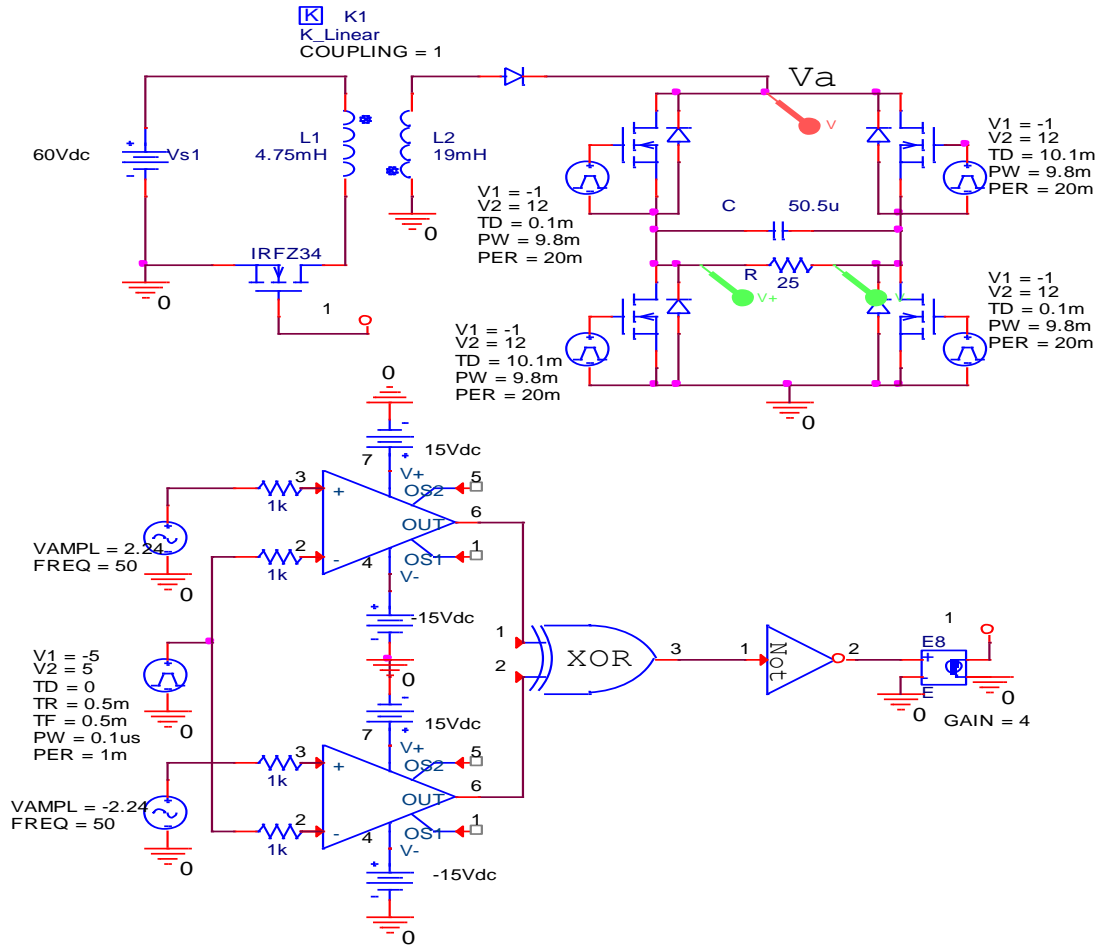 K K1
K_Linear
COUPLING = 1
Va
V
L1
4.75mH
L2
19mH
60Vdc
Vs1
0
0
IRFZ34
1
V1 = -1
V2 = 12
TD = 0.1m
PW = 9.8m
PER = 20m
V1 = -1
V2 = 12
TD = 10.1m
PW = 9.8m
PER = 20m
C
50.5u
R
25
V+
V1 = -1
V2 = 12
TD = 10.1m
PW = 9.8m
PER = 20m
V1 = -1
V2 = 12
TD = 0.1m
PW = 9.8m
PER = 20m
0
0
15Vdc
7
V+
3
+
1k
5
OS2
6
OUT
2
-
1k
1
OS1
4
V-
VAMPL = 2.24
FREQ = 50
0
-15Vdc
0
V1 = -5
V2 = 5
TD = 0
TR = 0.5m
TF = 0.5m
PW = 0.1us
PER = 1m
0
1
2
XOR
3
1
Not
2
1
E8
+
-
E
0
0
GAIN = 4
15Vdc
7
V+
3
+
1k
5
OS2
6
OUT
2
-
1k
1
OS1
4
V-
VAMPL = -2.24
FREQ = 50
0
-15Vdc
0